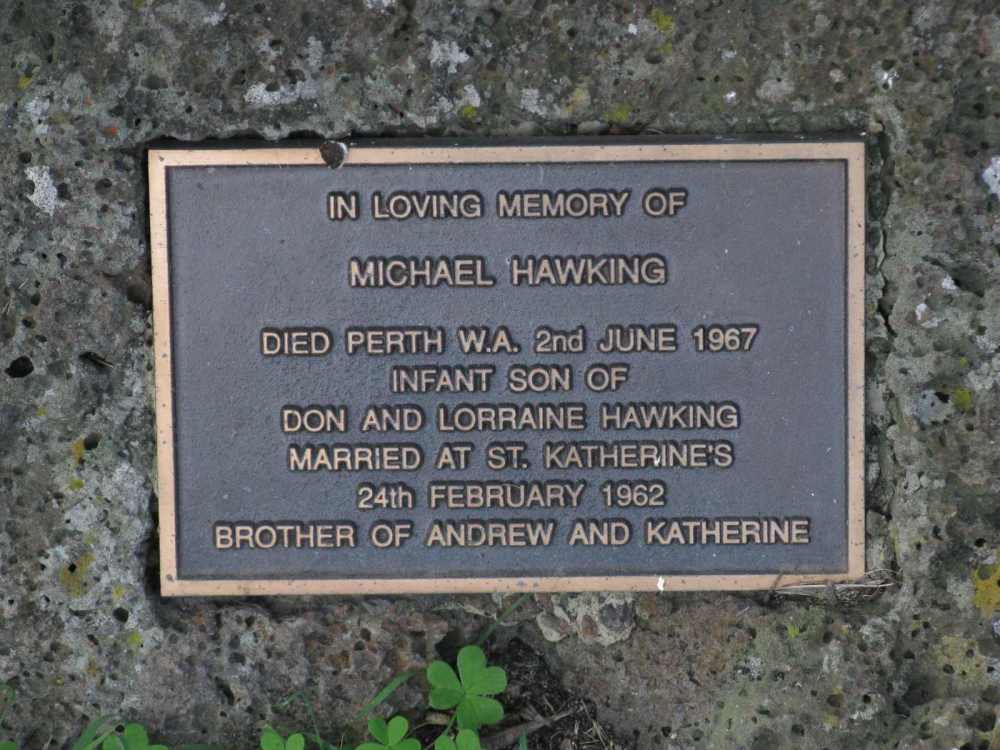 IN LOVING MEMORY OF
MICHAEL HAWKING
DIED PERTH W.A. 2nd JUNE 1967
INFANT SON OF
DON AND LORRAINE HAWKING
MARRIED AT ST. KATHERINE'S
24th FEBRUARY 1962
BROTHER OF ANDREW AND KATHERINE